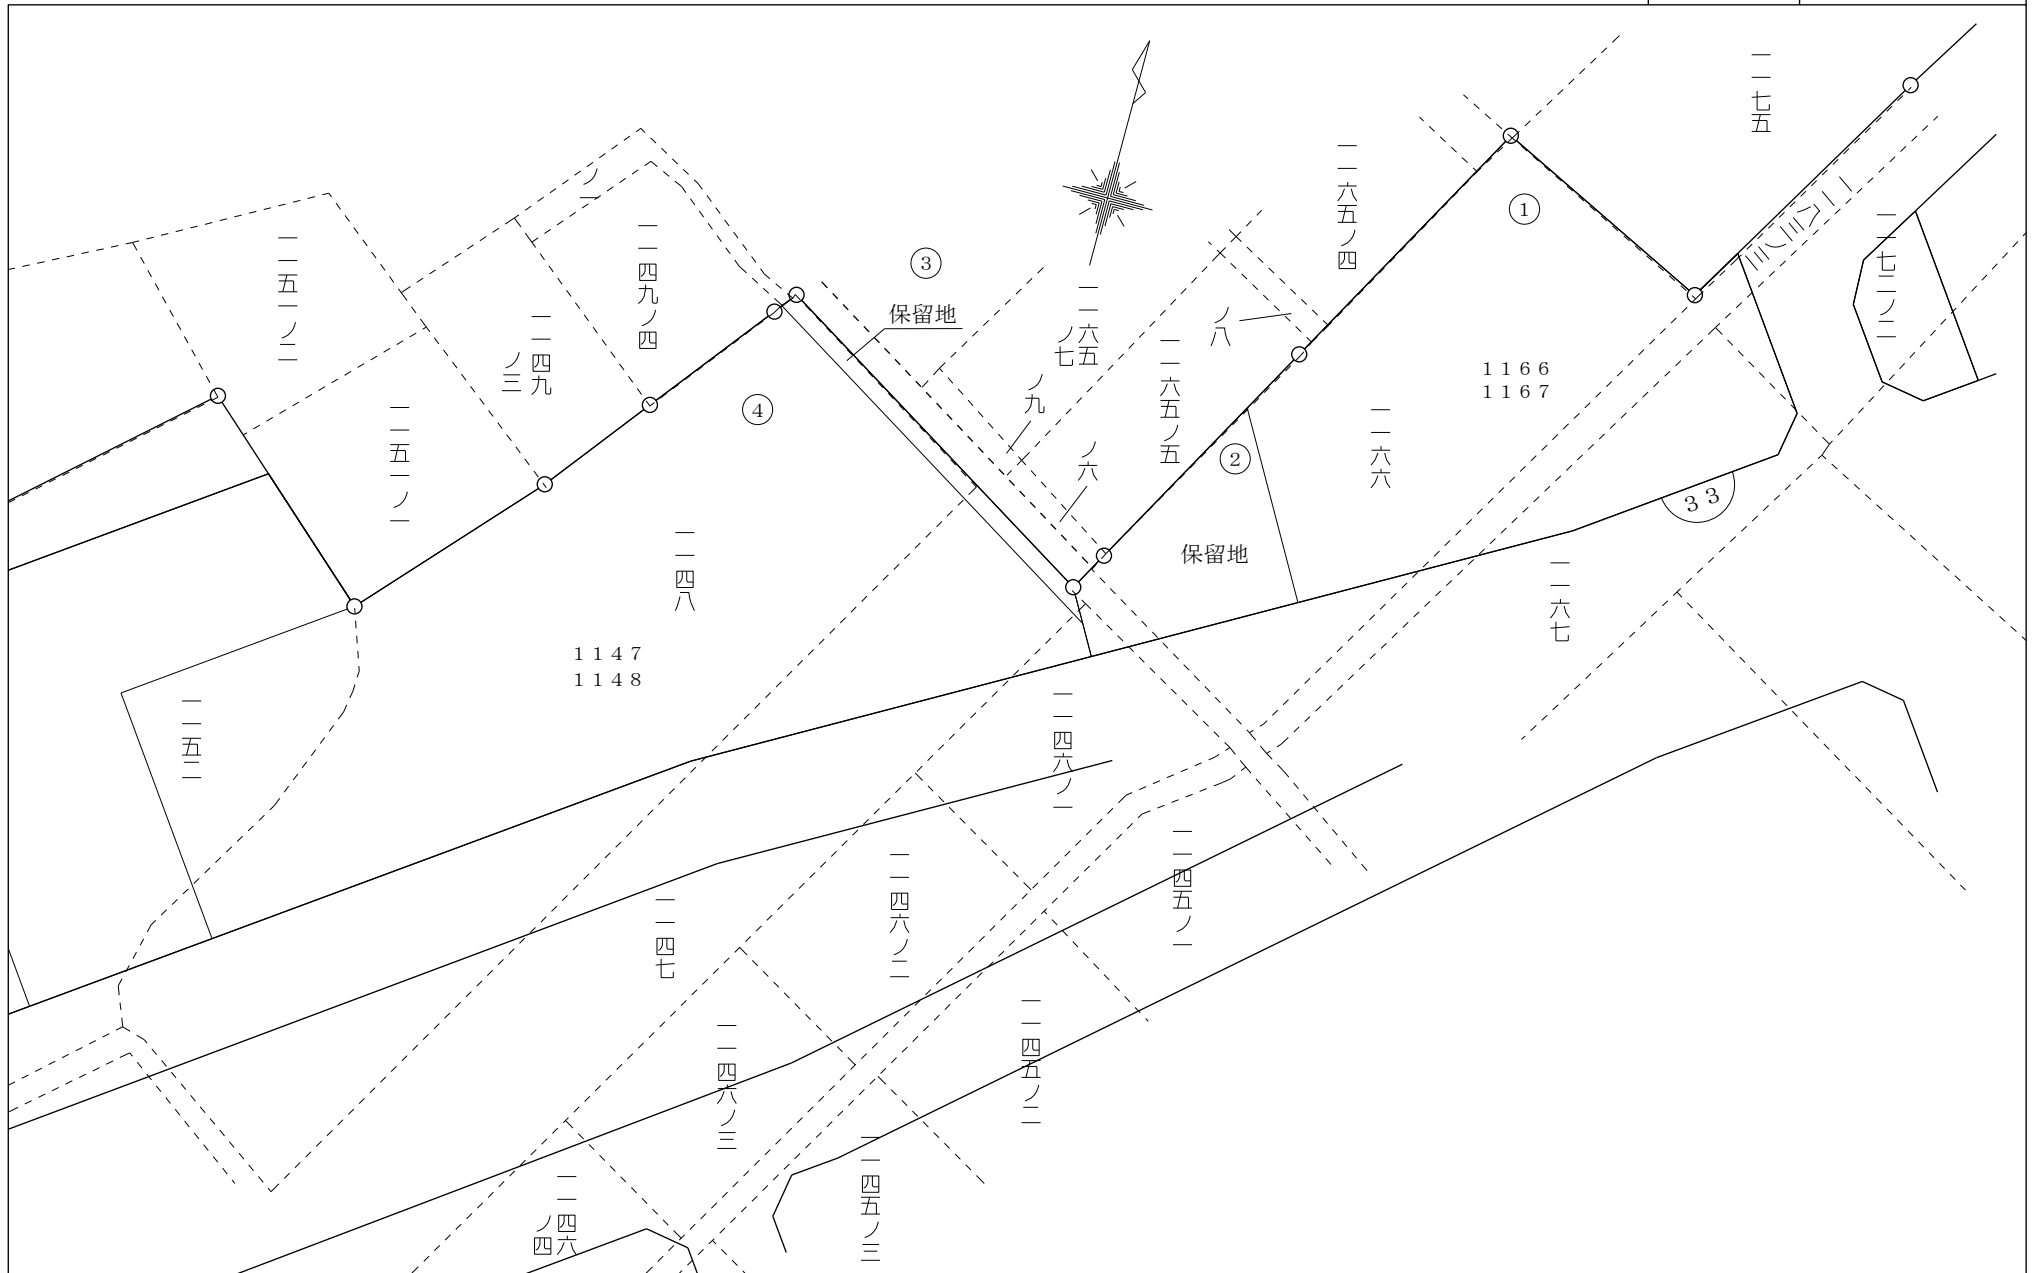 一一七五
①
一一六五ノ四
一一七二ノ二
③
保留地
一一六五
ノ七
ノ八
ノ九
一一六五ノ五
ノ六
②
1166
1167
一一六六
33
保留地
一一六七
一一五一ノ二
ノ一
一一四九ノ四
一一四九
ノ三
④
一一五一ノ一
一一四八
1147
1148
一一五二
一一四六ノ一
一一四五ノ一
一一四六ノ二
一一四七
一一四五ノ二
一一四六ノ三
一一四五ノ三
一一四六
ノ四